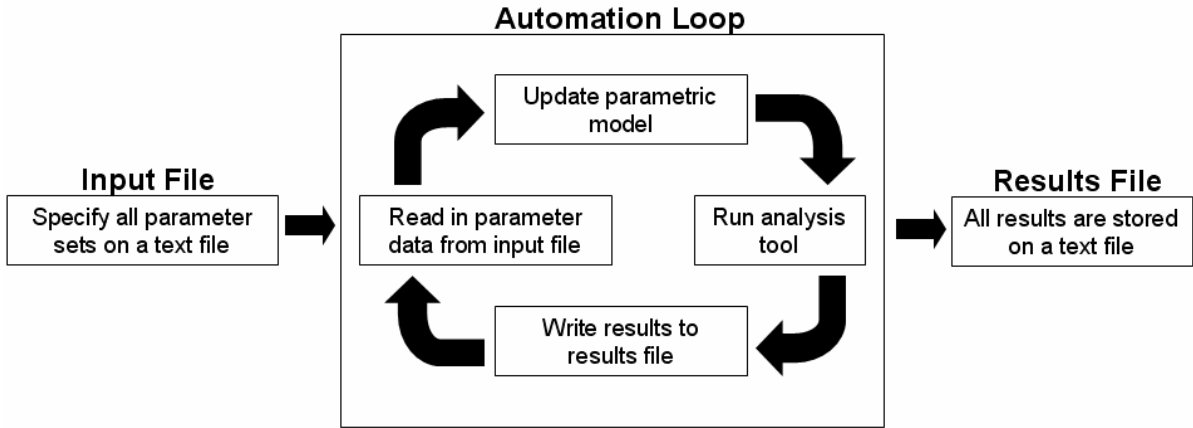 Automation Loop
Update parametric
model
Input File
Specify all parameter
sets on a text file
Read in parameter
data from input file
Run analysis
tool
Results File
All results are stored
on a text file
Write results to
results file